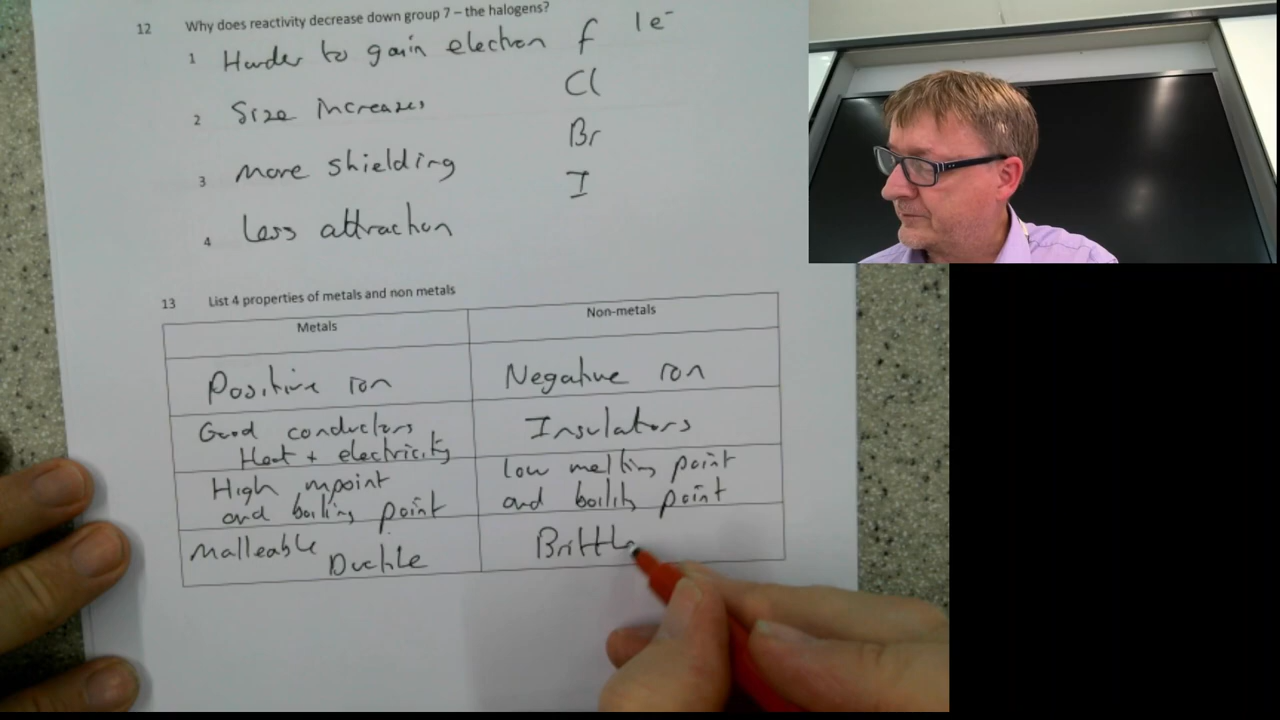 12 Why does reactivity decrease down group 7 – the halogens?
1 Harder to gain electron F 1e⁻
Cl
2 Size increases
Br
3 more shielding
I
4 Less attraction
13 List 4 properties of metals and non metals
Metals Non-metals
Positive ion Negative ion
Good conductors Insulators
Heat + electricity
High mpoint low melting point
and boiling point and boiling point
Malleable Brittle
Ductile